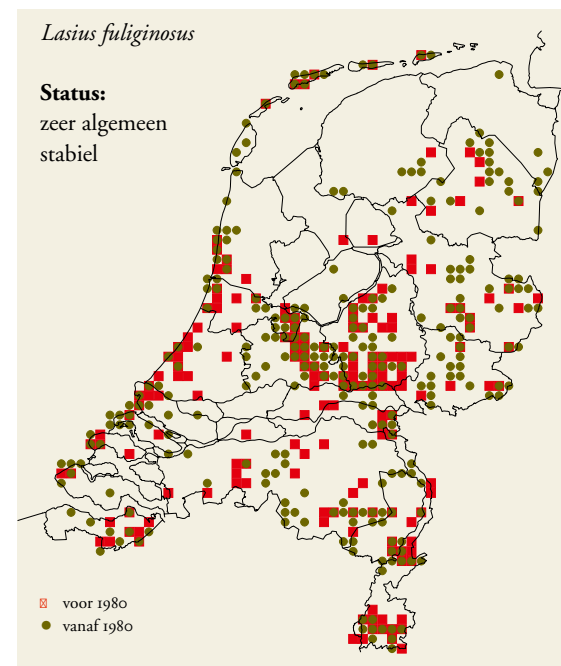 Lasius fuliginosus
Status:
zeer algemeen
stabiel
voor 1980
vanaf 1980